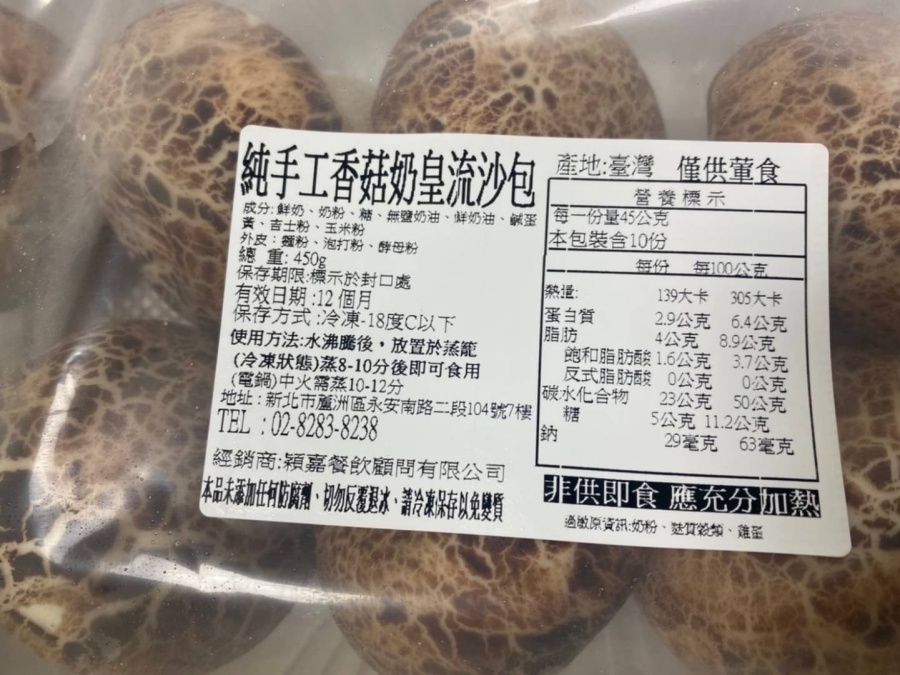 純手工香菇奶皇流沙包
成分:鮮奶、奶粉、糖、無鹽奶油、鮮奶油、鹹蛋
黃、吉士粉、玉米粉
外皮：麵粉、泡打粉、酵母粉
總 重: 450g
保存期限:標示於封口處
有效日期:12個月
保存方式:冷凍-18度C以下
使用方法:水沸騰後，放置於蒸籠
(冷凍狀態)蒸8-10分後即可食用
(電鍋)中火需蒸10-12分
地址：新北市蘆洲區永安南路二段104號7樓
TEL：02-8283-8238
經銷商:穎嘉餐飲顧問有限公司
本品未添加任何防腐劑、切勿反覆退冰、請冷凍保存以免變質
產地:臺灣 僅供葷食
營養標示
每一份量45公克
本包裝含10份
每份 每100公克
熱量: 139大卡 305大卡
蛋白質 2.9公克 6.4公克
脂肪 4公克 8.9公克
飽和脂肪酸 1.6公克 3.7公克
反式脂肪酸 0公克 0公克
碳水化合物 23公克 50公克
糖 5公克 11.2公克
鈉 29毫克 63毫克
非供即食 應充分加熱
過敏原資訊:奶粉、麩質穀類、雞蛋